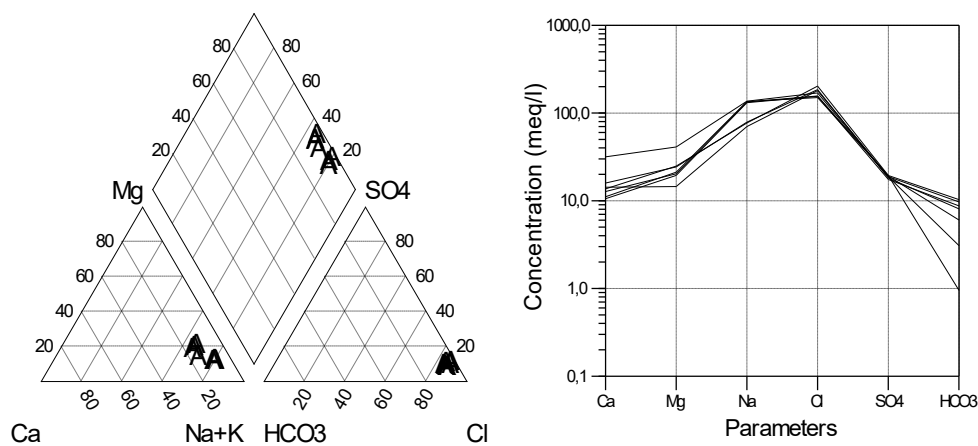 80 80
60 60
40 40
20 20
Mg SO4
80 80
60 60
40 40
20 20
80 60 40 20 20 40 60 80
Ca Na+K HCO3 Cl
A A A A A A
A A A A A
A A A
1000,0
100,0
10,0
1,0
0,1
Concentration (meq/l)
Ca Mg Na Cl SO4 HCO3
Parameters